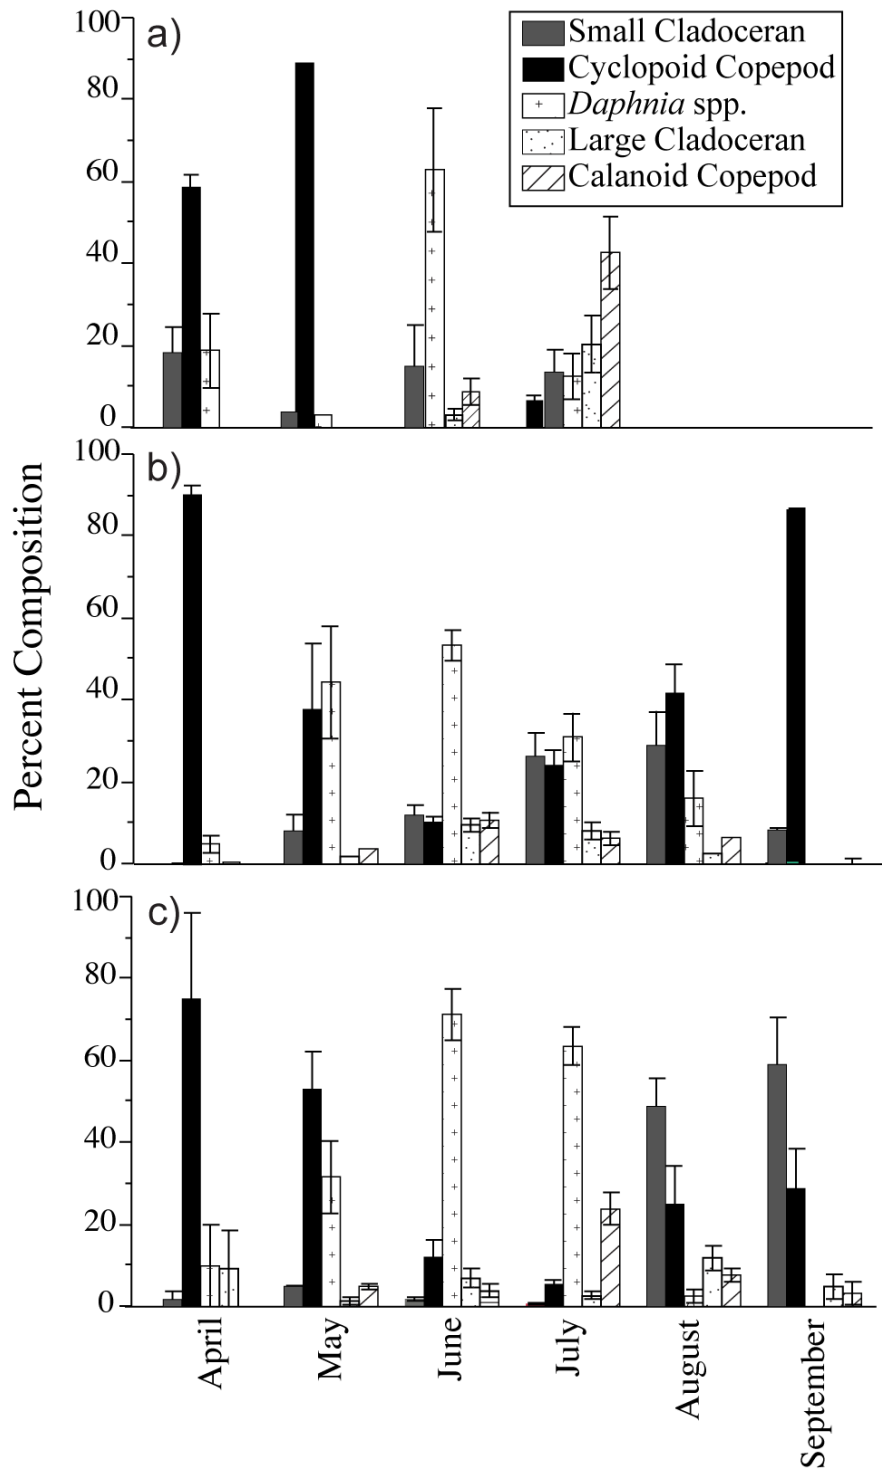 a)
100
80
60
40
20
0
Small Cladoceran
Cyclopoid Copepod
Daphnia spp.
Large Cladoceran
Calanoid Copepod
b)
100
80
60
40
20
0
Percent Composition
c)
100
80
60
40
20
0
April
May
June
July
August
September